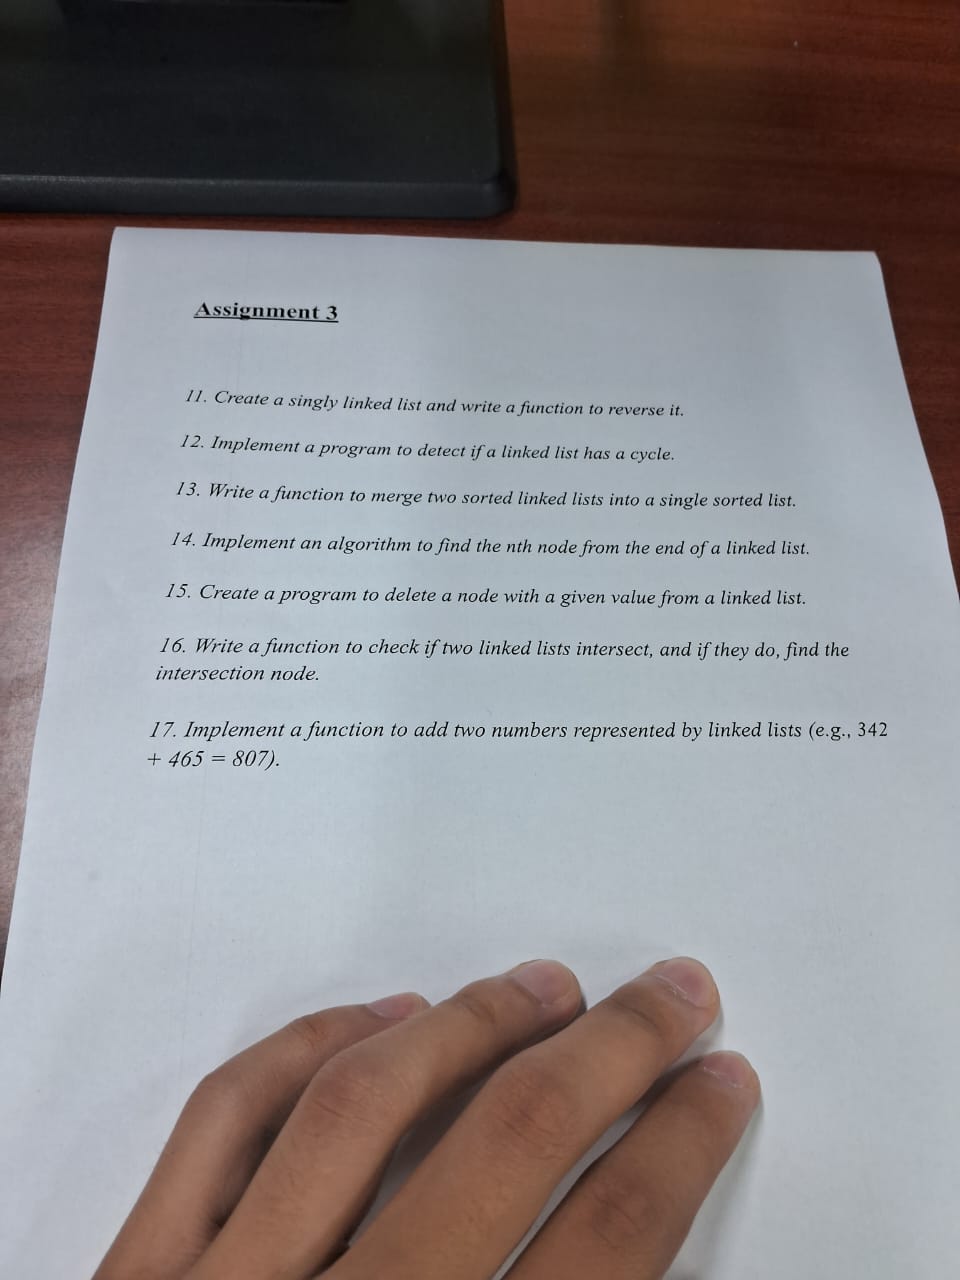 Assignment 3
11. Create a singly linked list and write a function to reverse it.
12. Implement a program to detect if a linked list has a cycle.
13. Write a function to merge two sorted linked lists into a single sorted list.
14. Implement an algorithm to find the nth node from the end of a linked list.
15. Create a program to delete a node with a given value from a linked list.
16. Write a function to check if two linked lists intersect, and if they do, find the
intersection node.
17. Implement a function to add two numbers represented by linked lists (e.g., 342
+ 465 = 807).